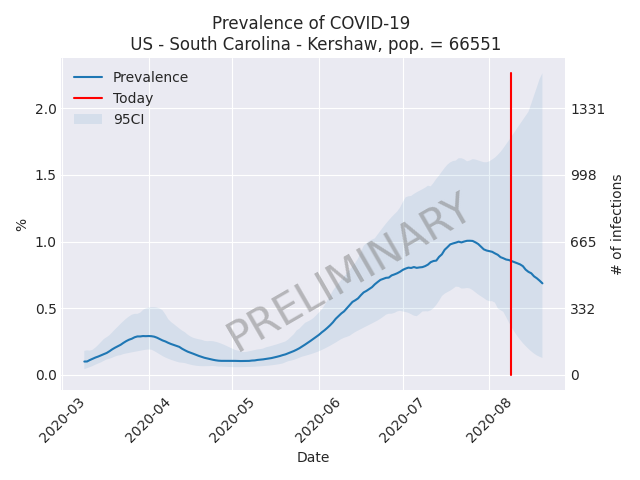 Prevalence of COVID-19
US - South Carolina - Kershaw, pop. = 66551
Prevalence
Today
95CI
PRELIMINARY
%
2.0
1.5
1.0
0.5
0.0
1331
998
665
332
0
# of infections
2020-03
2020-04
2020-05
2020-06
2020-07
2020-08
Date